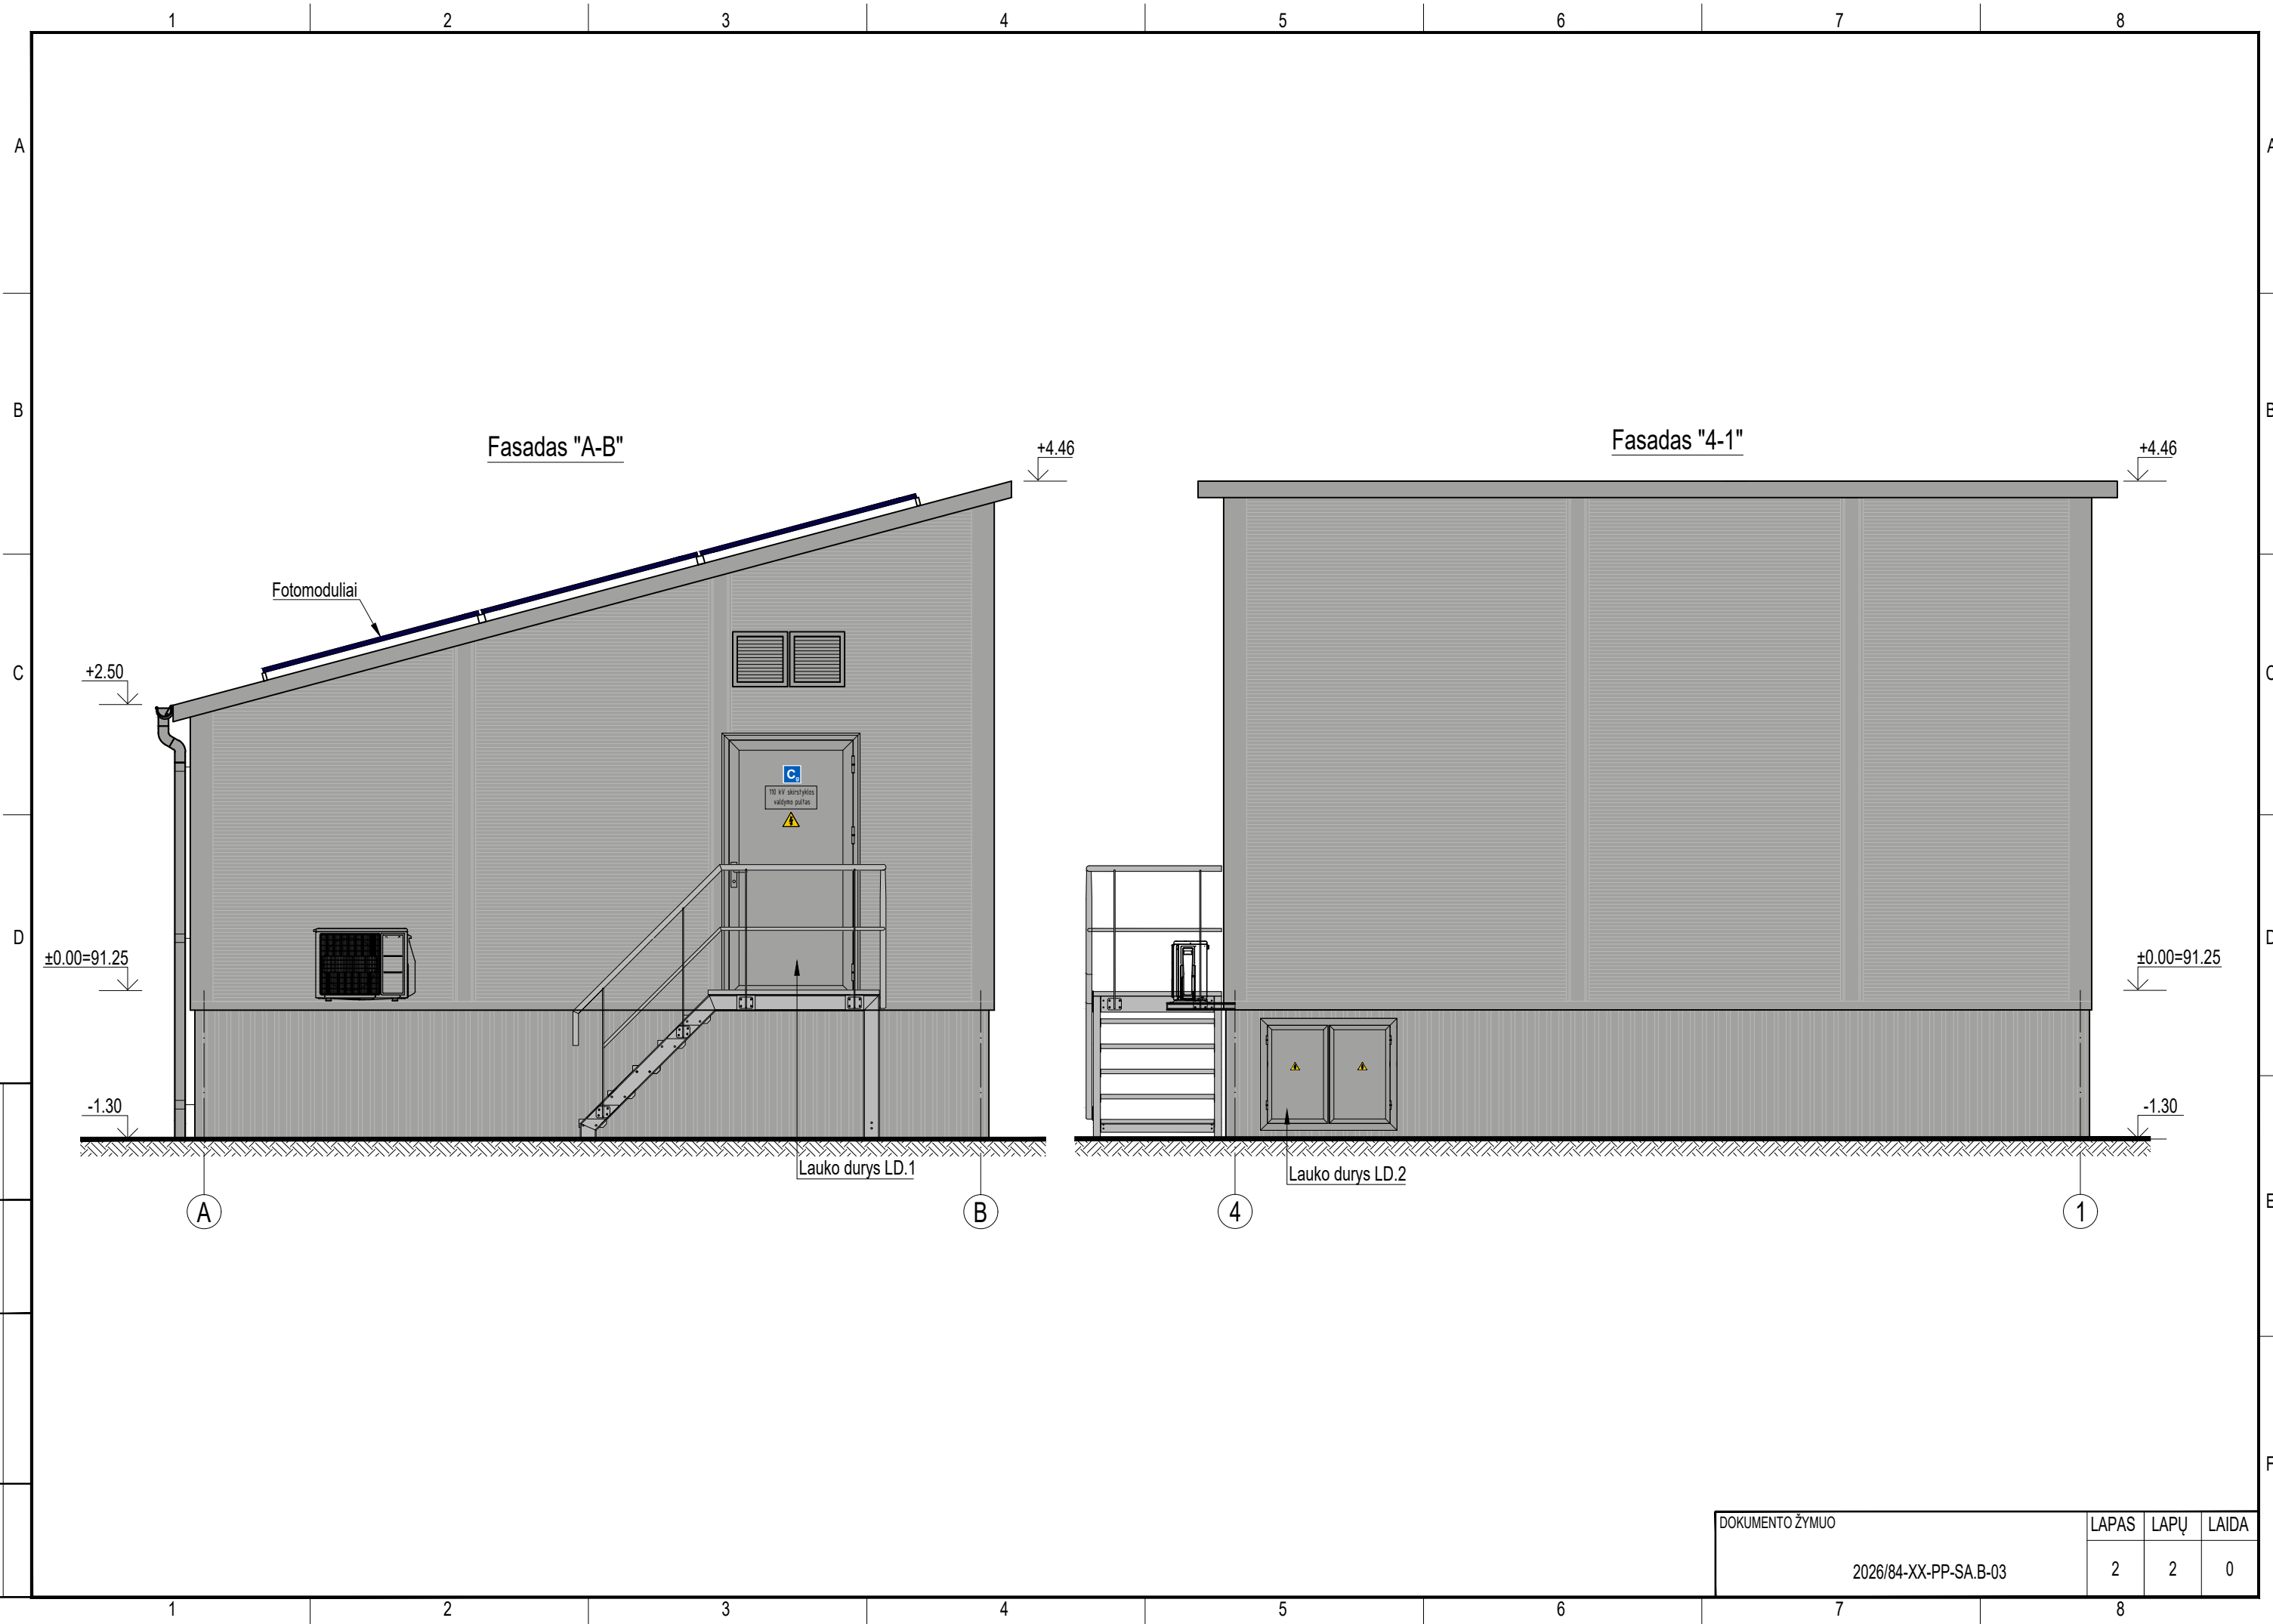 1 2 3 4 5 6 7 8
A A
B B
Fasadas "A-B"
Fasadas "4-1"
+4.46
+4.46
Fotomoduliai
+2.50
C C
C
110 kV skirstyklos
valdymo pultas
D D
±0.00=91.25
±0.00=91.25
-1.30
-1.30
Lauko durys LD.1
Lauko durys LD.2
E
A
B
4
1
F
DOKUMENTO ŽYMUO
LAPAS LAPŲ LAIDA
2026/84-XX-PP-SA.B-03
2 2 0
1 2 3 4 5 6 7 8